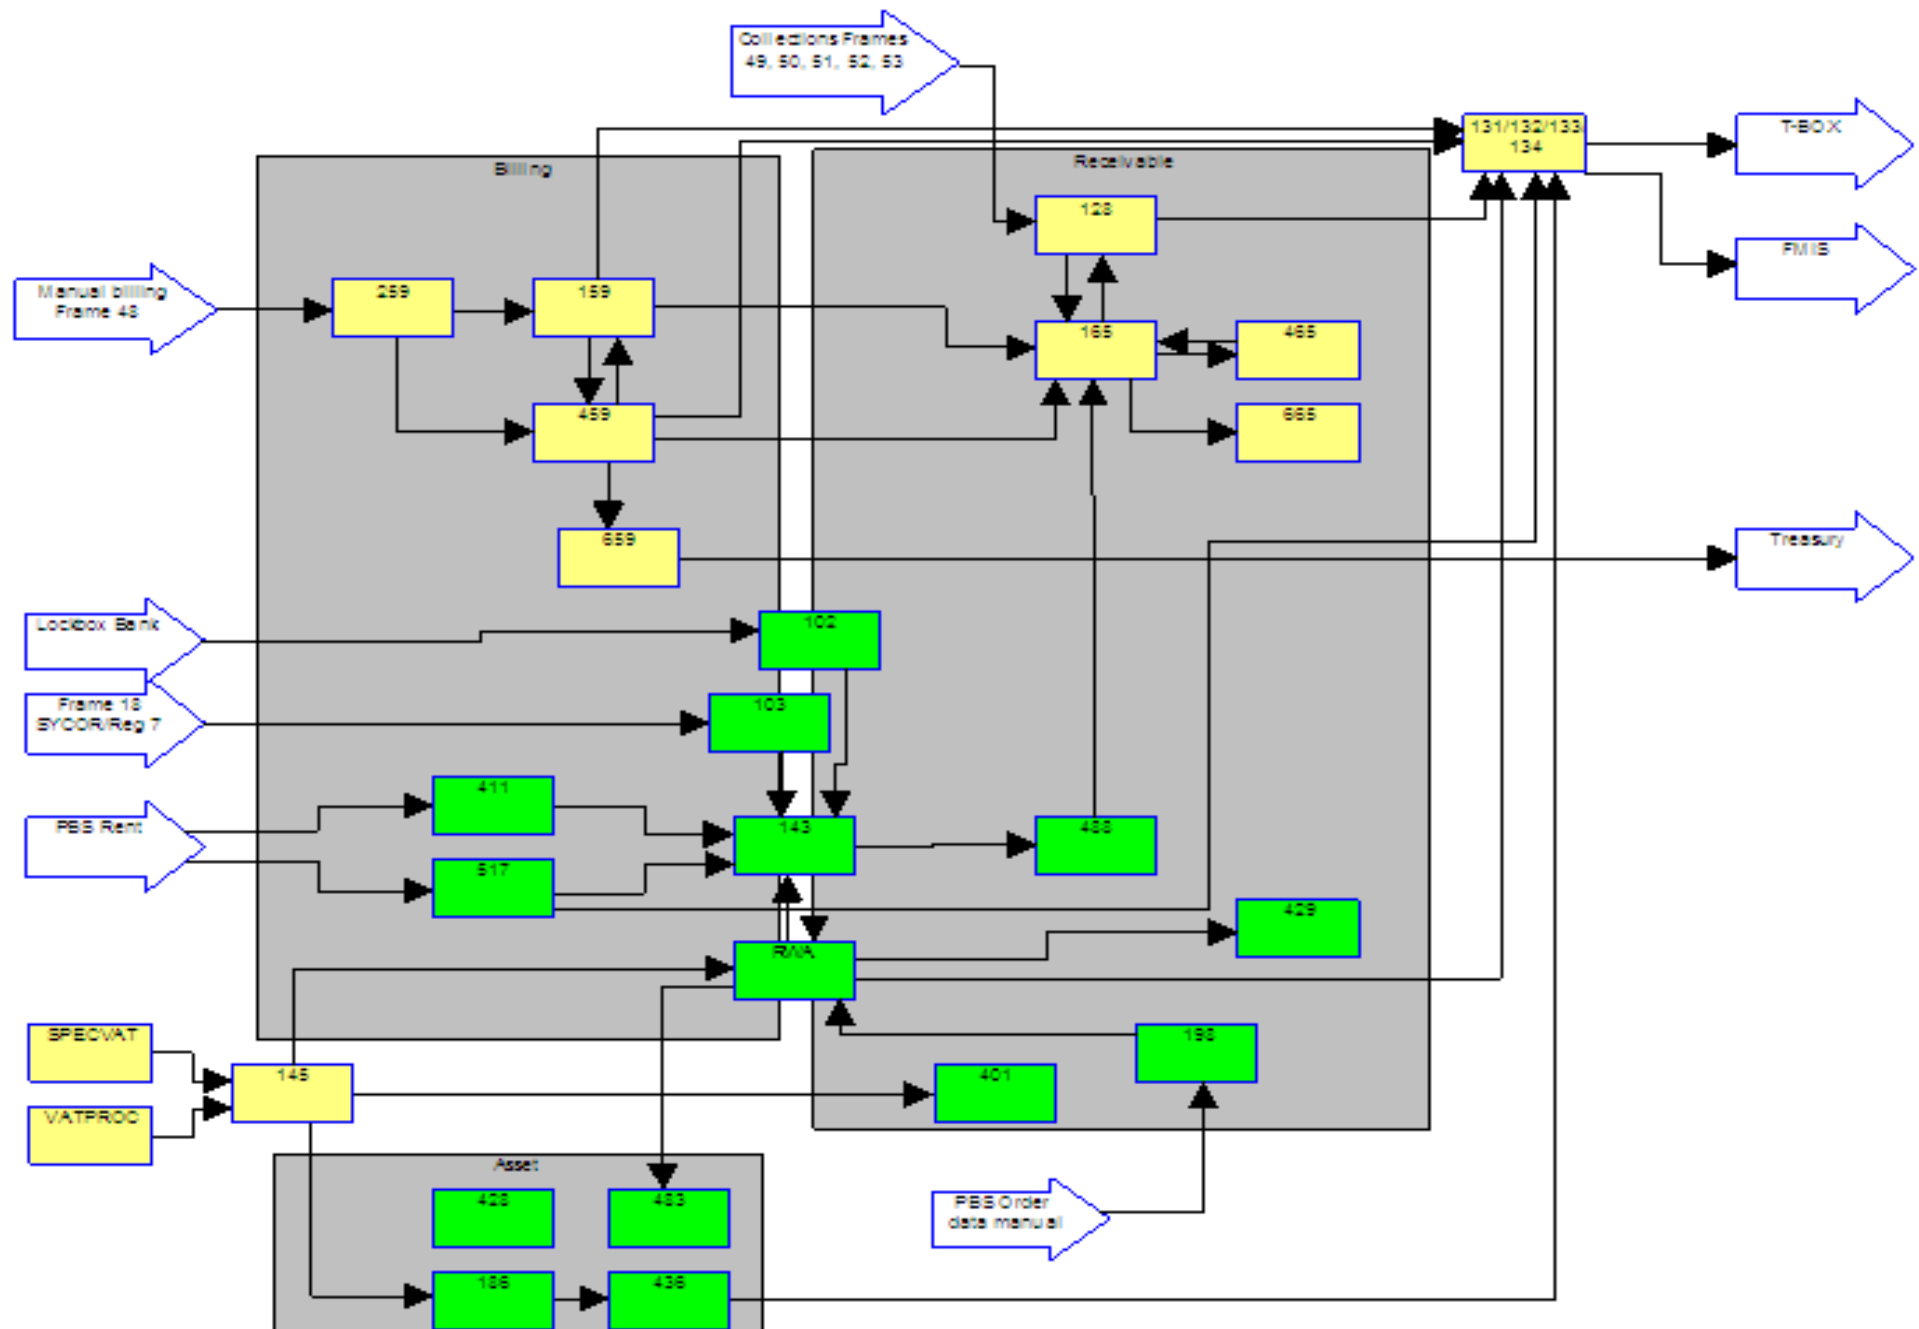 Collections Frames
49, 50, 51, 52, 53
131/132/133/
134
T-BOX
Billing
Receivable
128
FMIS
Manual billing
Frame 48
259
159
165
465
459
665
659
Treasury
Lockbox Bank
102
Frame 18
SYCOR/Reg 7
103
411
PBS Rent
143
488
517
429
RWA
SPECVAT
198
145
401
VATPROC
Asset
428
483
PBS Order
data manual
186
436